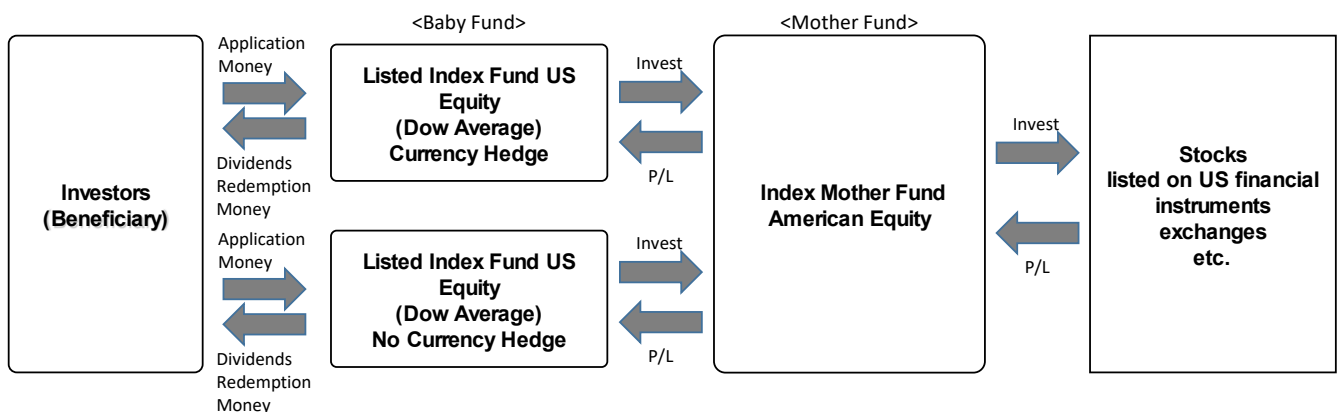 <Baby Fund>
<Mother Fund>
Investors
(Beneficiary)
Application
Money
Dividends
Redemption
Money
Application
Money
Dividends
Redemption
Money
Listed Index Fund US
Equity
(Dow Average)
Currency Hedge
Listed Index Fund US
Equity
(Dow Average)
No Currency Hedge
Invest
P/L
Invest
P/L
Index Mother Fund
American Equity
Invest
P/L
Stocks
listed on US financial
instruments
exchanges
etc.